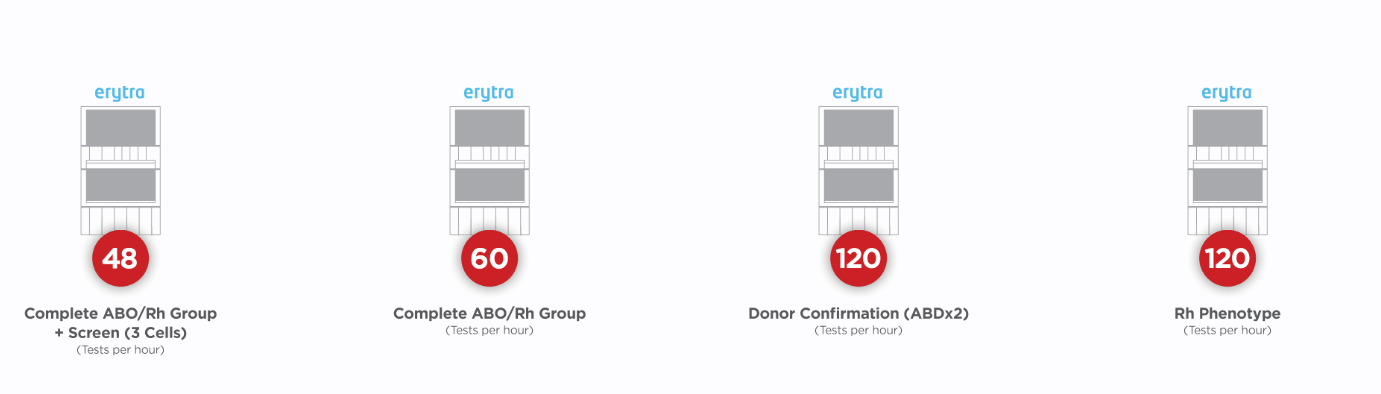 erytra
48
Complete ABO/Rh Group
+ Screen (3 Cells)
(Tests per hour)
erytra
60
Complete ABO/Rh Group
(Tests per hour)
erytra
120
Donor Confirmation (ABDx2)
(Tests per hour)
erytra
120
Rh Phenotype
(Tests per hour)